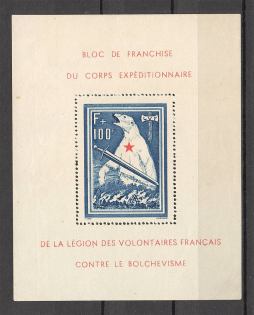 BLOC DE FRANCHISE
DU CORPS EXPÉDITIONNAIRE
F+
100
DE LA LÉGION DES VOLONTAIRES FRANÇAIS
CONTRE LE BOLCHEVISME